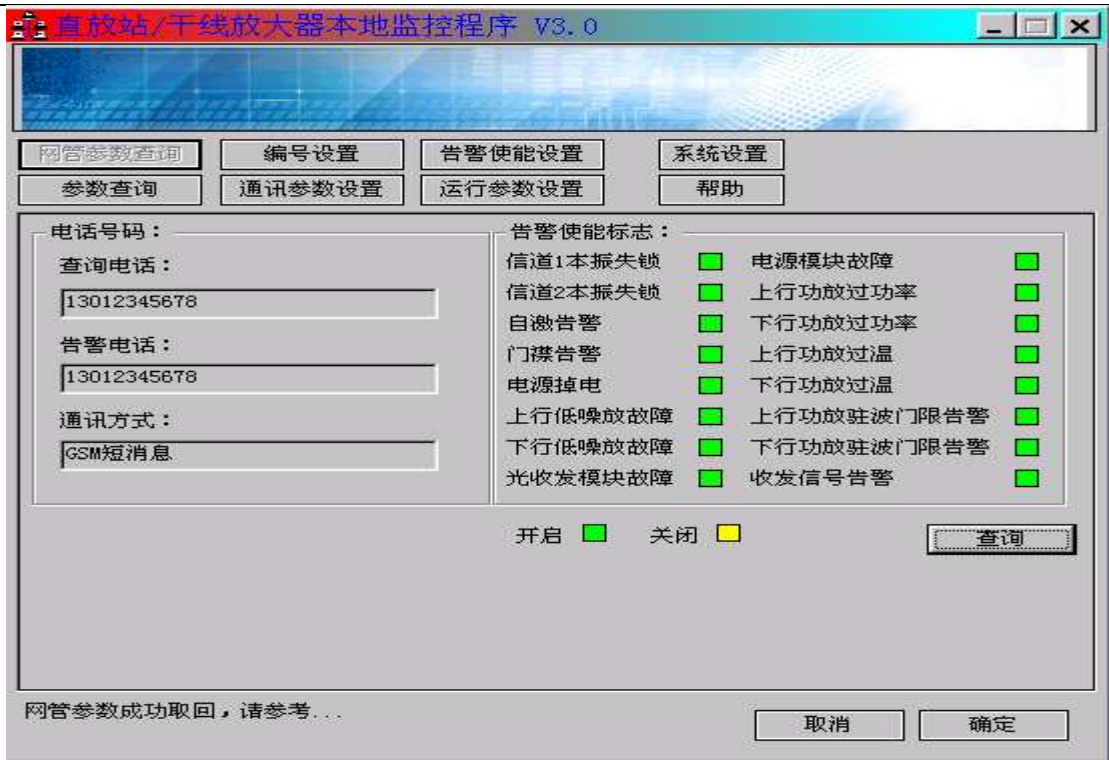 直放站/干线放大器本地监控程序 V3.0
网管参数查询 编号设置 告警使能设置 系统设置
参数查询 通讯参数设置 运行参数设置 帮助
电话号码：
查询电话：
13012345678
告警电话：
13012345678
通讯方式：
GSM短消息
告警使能标志：
信道1本振失锁 电源模块故障
信道2本振失锁 上行功放过功率
自激告警 下行功放过功率
门襟告警 上行功放过温
电源掉电 下行功放过温
上行低噪放故障 上行功放驻波门限告警
下行低噪放故障 下行功放驻波门限告警
光收发模块故障 收发信号告警
开启 关闭 查询
网管参数成功取回，请参考...
取消 确定